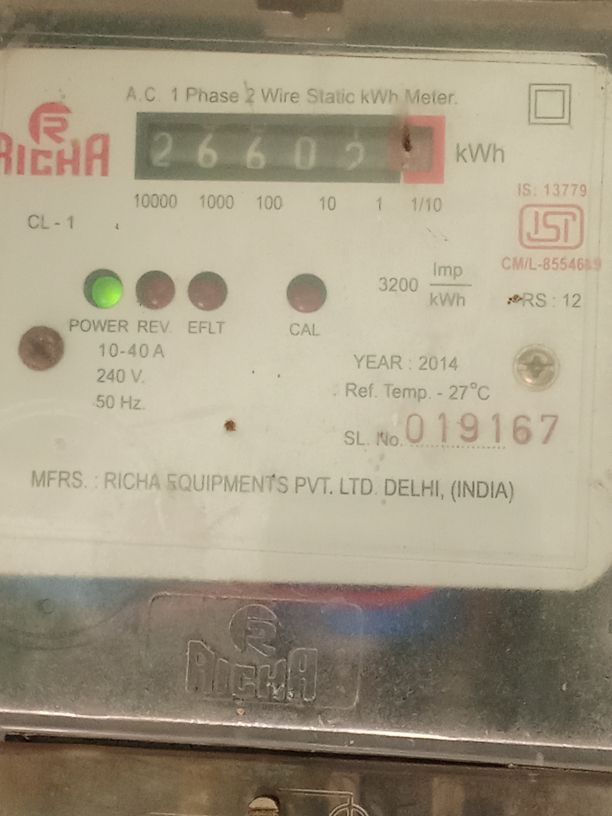 A.C 1 Phase 2 Wire Static kWh Meter.
RICHA
26602
kWh
10000 1000 100 10 1 1/10
IS: 13779
ISI
CM/L-8554669
CL - 1
3200 Imp
kWh
RS : 12
POWER REV. EFLT CAL
10-40 A
240 V.
50 Hz.
YEAR : 2014
Ref. Temp. - 27°C
SL. No. 019167
MFRS. : RICHA EQUIPMENTS PVT. LTD. DELHI, (INDIA)
RICHA